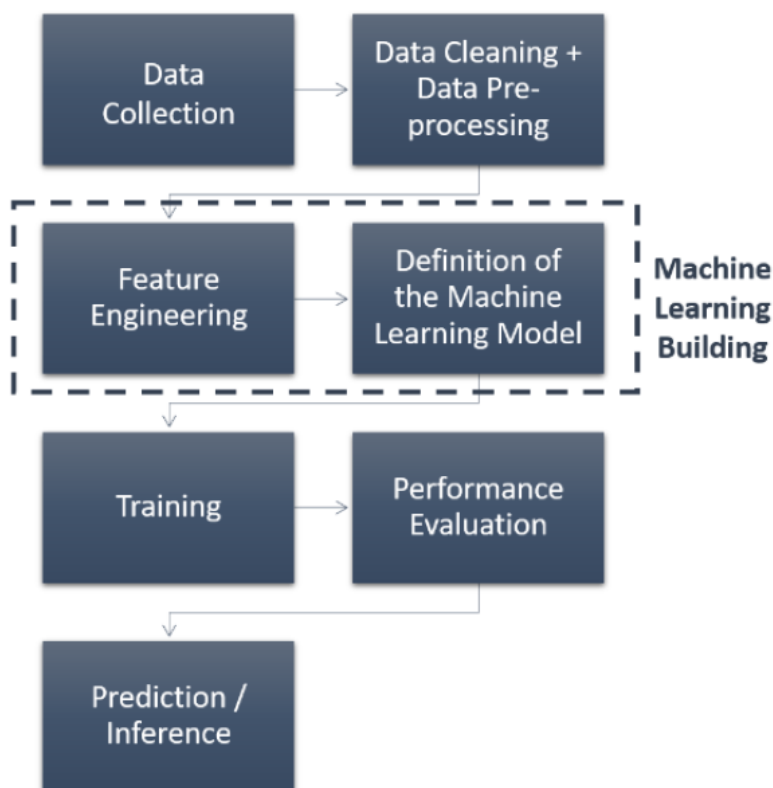 Data
Collection
Data Cleaning +
Data Pre-
processing
Feature
Engineering
Definition of
the Machine
Learning Model
Machine
Learning
Building
Training
Performance
Evaluation
Prediction /
Inference